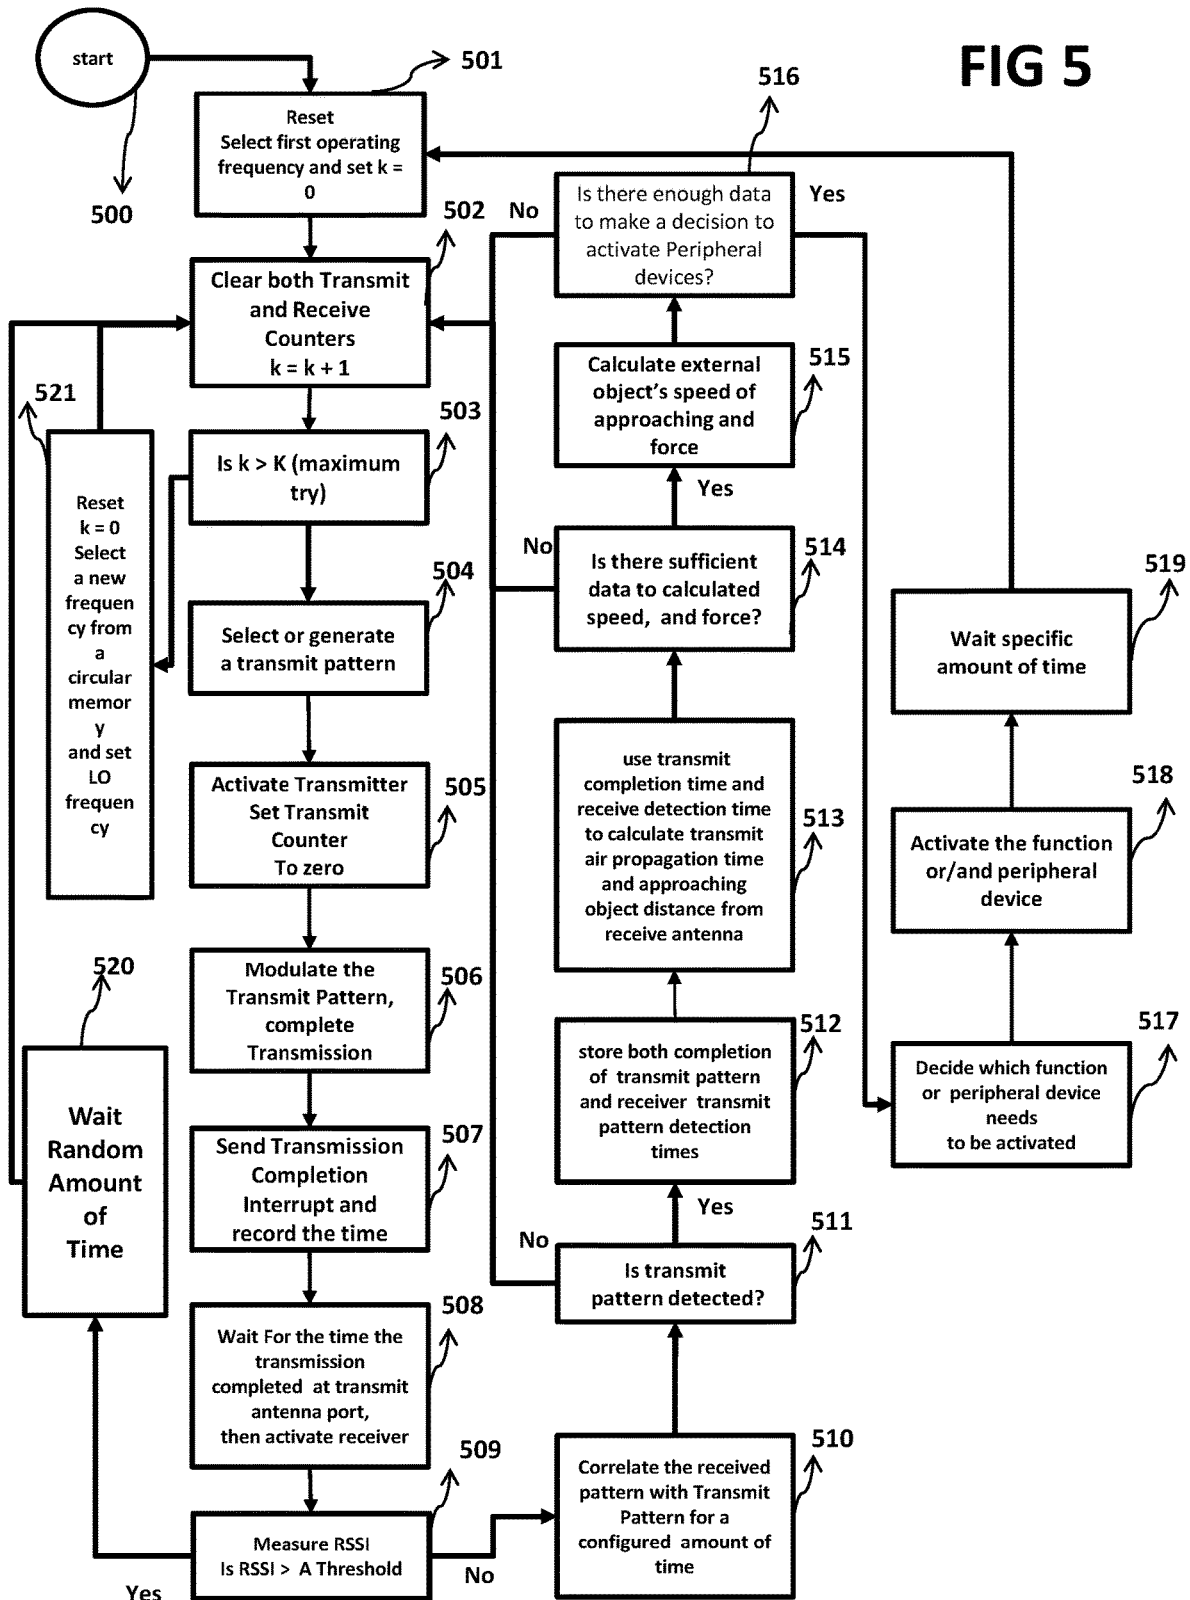 FIG 5
start
500
501
Reset
Select first operating
frequency and set k =
0
502
Clear both Transmit
and Receive
Counters
k = k + 1
503
Is k > K (maximum
try)
521
Reset
k = 0
Select
a new
frequen
cy from
a
circular
memor
y
and set
LO
frequen
cy
504
Select or generate
a transmit pattern
505
Activate Transmitter
Set Transmit
Counter
To zero
506
Modulate the
Transmit Pattern,
complete
Transmission
507
Send Transmission
Completion
Interrupt and
record the time
508
Wait For the time the
transmission
completed at transmit
antenna port,
then activate receiver
509
Measure RSSI
Is RSSI > A Threshold
Yes
No
520
Wait
Random
Amount
of
Time
510
Correlate the received
pattern with Transmit
Pattern for a
configured amount of
time
511
Is transmit
pattern detected?
No
Yes
512
store both completion
of transmit pattern
and receiver transmit
pattern detection
times
513
use transmit
completion time and
receive detection time
to calculate transmit
air propagation time
and approaching
object distance from
receive antenna
514
Is there sufficient
data to calculated
speed, and force?
No
Yes
515
Calculate external
object's speed of
approaching and
force
516
Is there enough data
to make a decision to
activate Peripheral
devices?
No
Yes
517
Decide which function
or peripheral device
needs
to be activated
518
Activate the function
or/and peripheral
device
519
Wait specific
amount of time